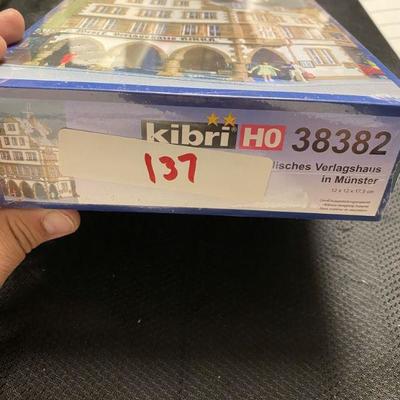 kibri H0 38382
137
lisches Verlagshaus
in Münster
12 x 12 x 17,3 cm